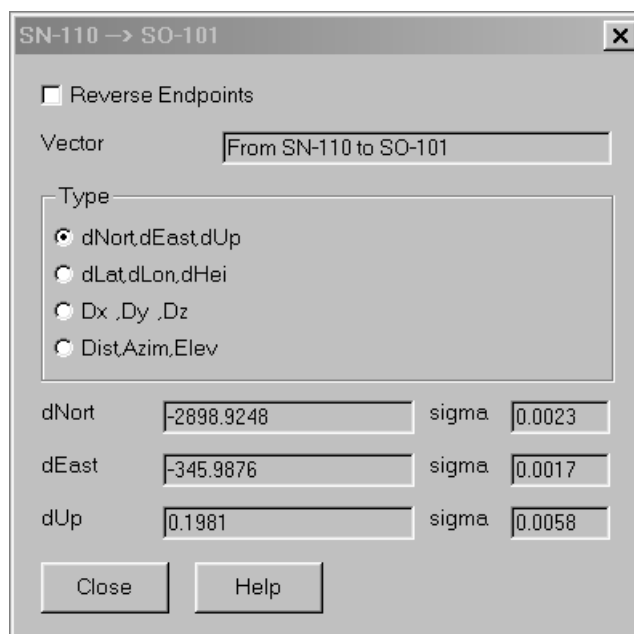 SN-110 --> SO-101
Reverse Endpoints
Vector From SN-110 to SO-101
Type
dNort,dEast,dUp
dLat,dLon,dHei
Dx ,Dy ,Dz
Dist,Azim,Elev
dNort -2898.9248 sigma 0.0023
dEast -345.9876 sigma 0.0017
dUp 0.1981 sigma 0.0058
Close Help